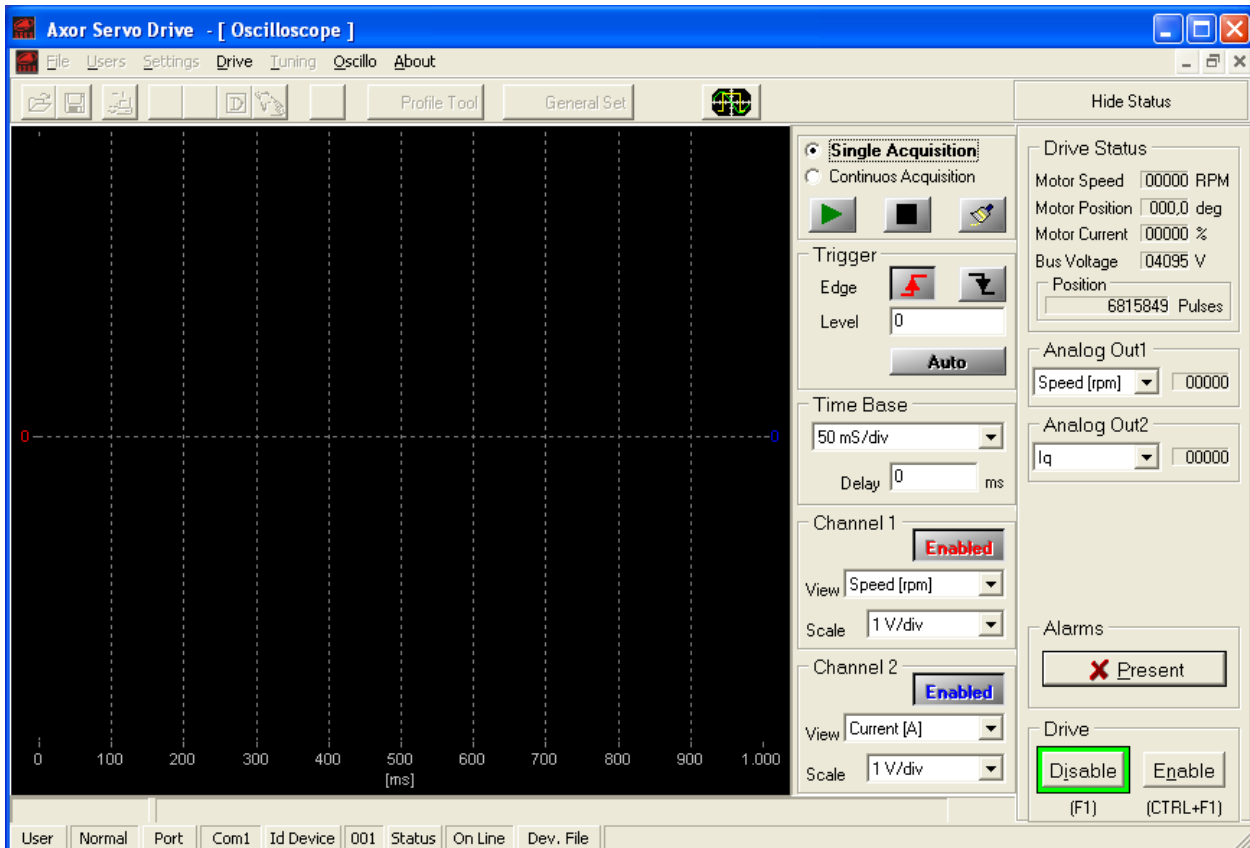 Axor Servo Drive - [ Oscilloscope ]
File Users Settings Drive Tuning Oscillo About
D Profile Tool General Set Hide Status
Single Acquisition
Continuos Acquisition
Trigger
Edge
Level 0
Auto
Time Base
50 mS/div
Delay 0 ms
Channel 1
Enabled
View Speed [rpm]
Scale 1 V/div
Channel 2
Enabled
View Current [A]
Scale 1 V/div
Drive Status
Motor Speed 00000 RPM
Motor Position 000,0 deg
Motor Current 00000 %
Bus Voltage 04095 V
Position
6815849 Pulses
Analog Out1
Speed [rpm] 00000
Analog Out2
Iq 00000
Alarms
Present
Drive
Disable Enable
(F1) (CTRL+F1)
0 0
0 100 200 300 400 500 600 700 800 900 1.000
[ms]
User Normal Port Com1 Id Device 001 Status On Line Dev. File